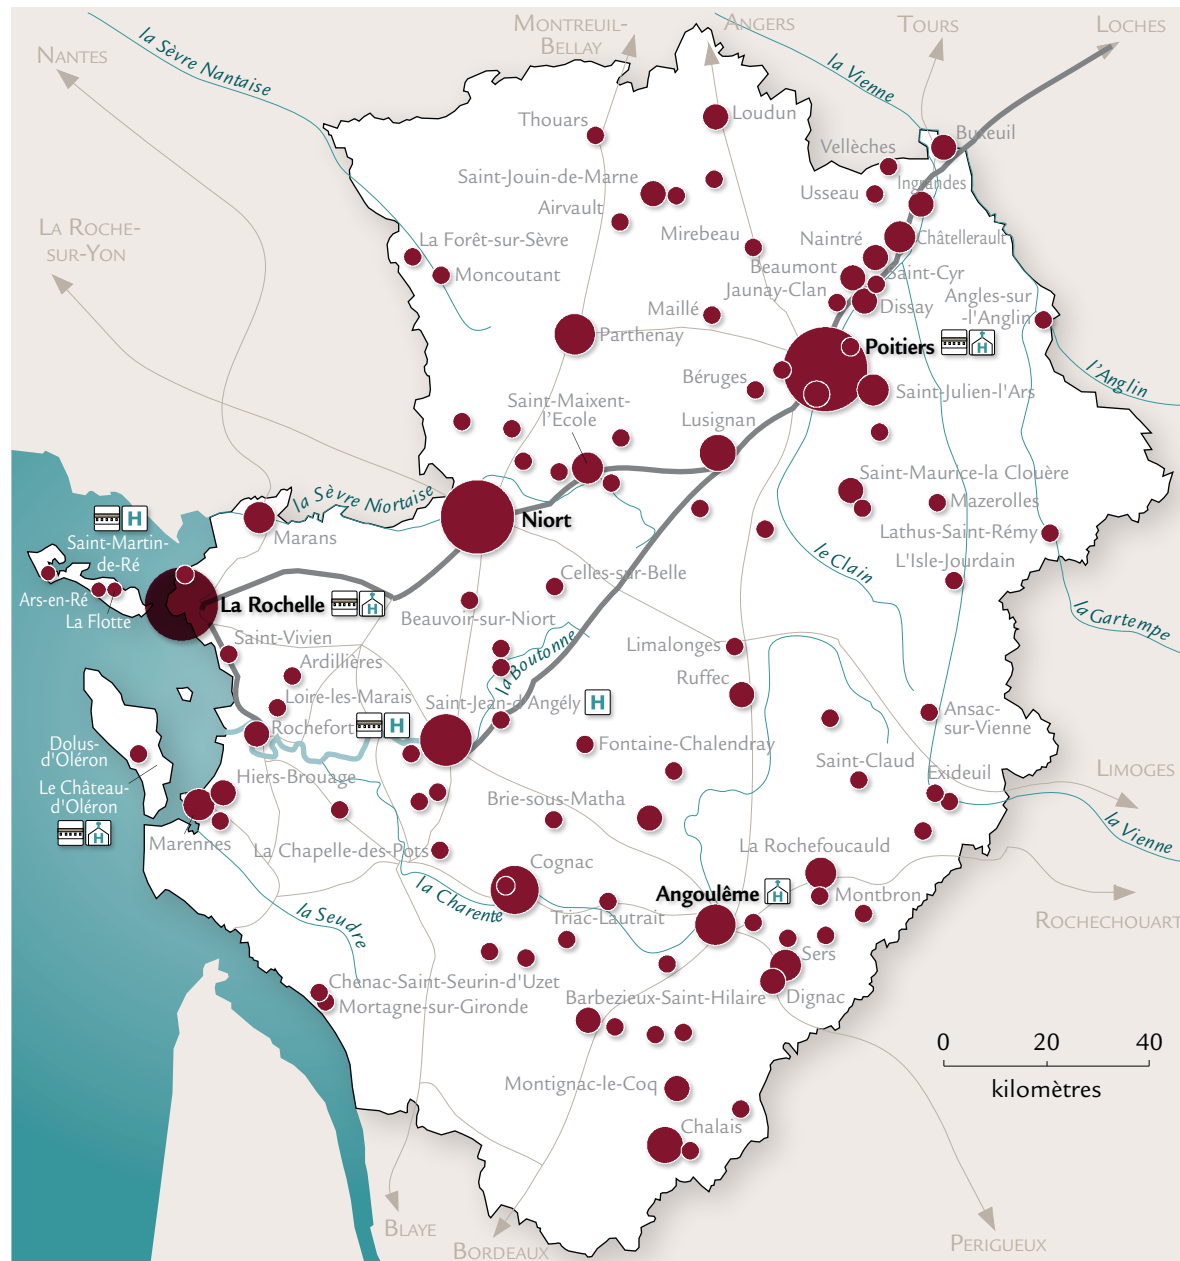 MONTREUIL-
BELLAY
ANGERS
TOURS
LOCHES
NANTES
la Sèvre Nantaise
la Vienne
Thouars
Loudun
Buxeuil
Vellèches
Saint-Jouin-de-Marne
Usseau
Ingrandes
Airvault
LA ROCHE-
SUR-YON
La Forêt-sur-Sèvre
Mirebeau
Naintré
Châtellerault
Moncoutant
Beaumont
Saint-Cyr
Jaunay-Clan
Angles-sur
-l'Anglin
Maillé
Dissay
Parthenay
Poitiers
H
l'Anglin
Béruges
Saint-Julien-l'Ars
Saint-Maixent-
l'Ecole
Lusignan
Saint-Maurice-la Clouère
la Sèvre Niortaise
Mazerolles
H
Niort
Saint-Martin-
de-Ré
Marans
Lathus-Saint-Rémy
le Clain
L'Isle-Jourdain
Celles-sur-Belle
Ars-en-Ré
La Flotte
La Rochelle
H
Beauvoir-sur-Niort
la Gartempe
Saint-Vivien
la Boutonne
Limalonges
Ardillières
Ruffec
Loire-les-Marais
Saint-Jean-d'Angély
H
Ansac-
sur-Vienne
Rochefort
H
Dolus-
d'Oléron
Fontaine-Chalendray
Saint-Claud
Exideuil
LIMOGES
Hiers-Brouage
Le Château-
d'Oléron
H
Brie-sous-Matha
la Vienne
Marennes
La Chapelle-des-Pots
La Rochefoucauld
Cognac
la Charente
Angoulême
H
Montbron
ROCHECHOUART
la Seudre
Triac-Lautrait
Sers
Chenac-Saint-Seurin-d'Uzet
Mortagne-sur-Gironde
Barbezieux-Saint-Hilaire
Dignac
0 20 40
kilomètres
Montignac-le-Coq
Chalais
BLAYE
BORDEAUX
PERIGUEUX